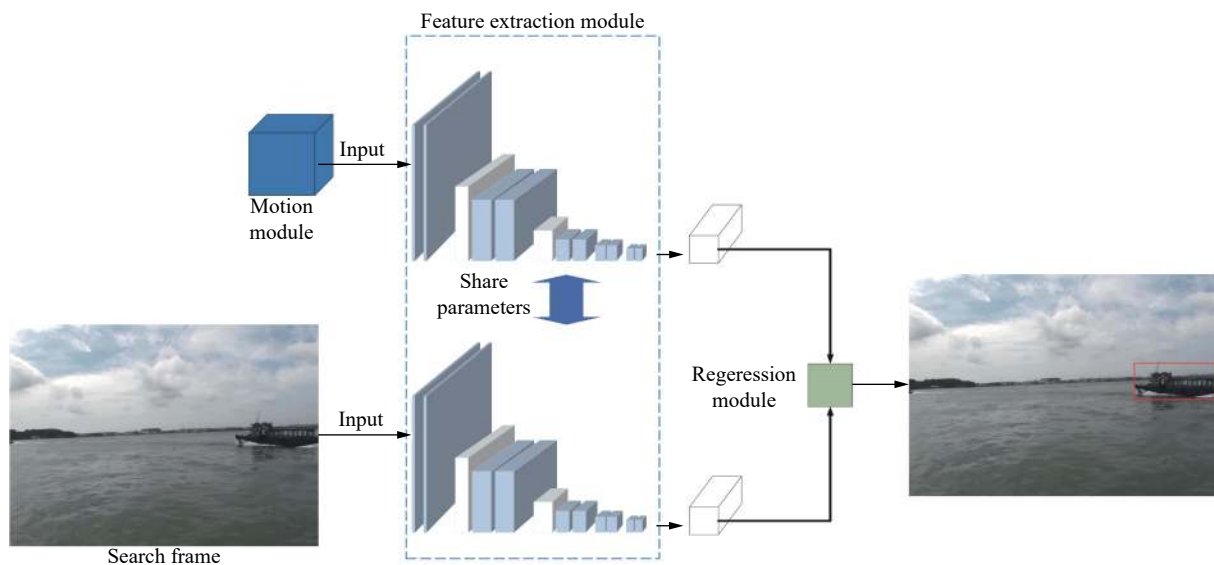 Feature extraction module
Input
Motion
module
Share
parameters
Input
Regeression
module
Search frame